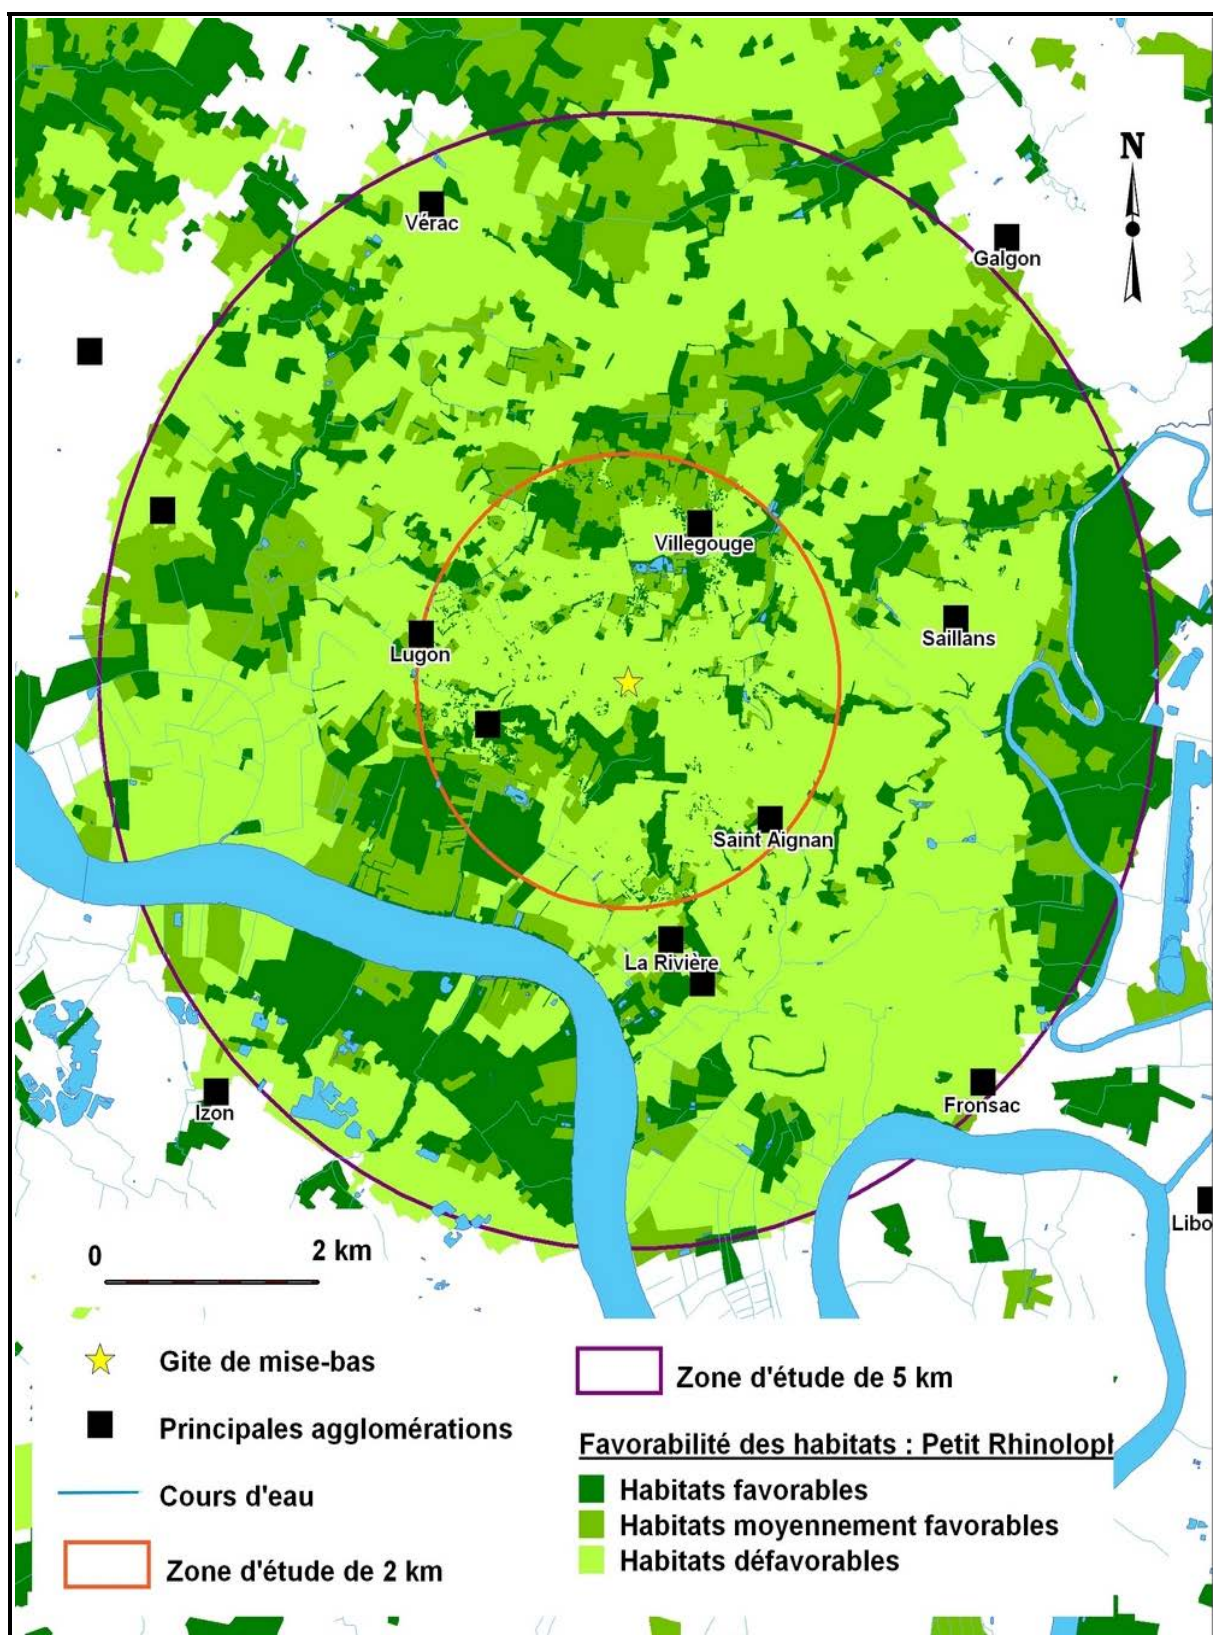 N
Vérac
Galgon
Villegouge
Saillans
Lugon
Saint Aignan
La Rivière
Fronsac
Izon
Libo
0
2 km
Gite de mise-bas
Principales agglomérations
Cours d'eau
Zone d'étude de 2 km
Zone d'étude de 5 km
Favorabilité des habitats : Petit Rhinoloph
Habitats favorables
Habitats moyennement favorables
Habitats défavorables